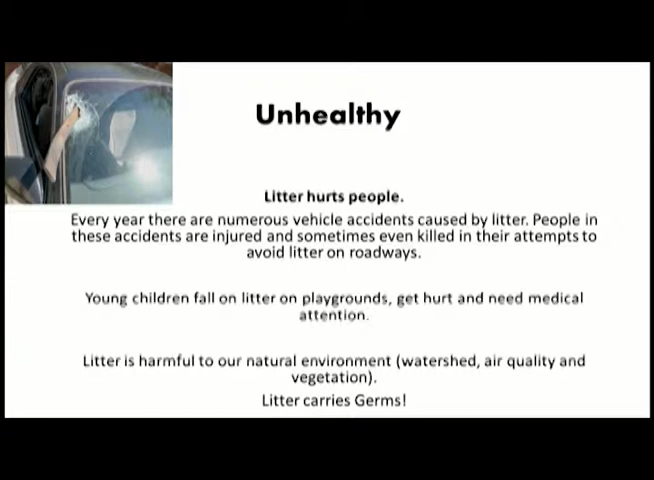 Unhealthy
Litter hurts people.
Every year there are numerous vehicle accidents caused by litter. People in
these accidents are injured and sometimes even killed in their attempts to
avoid litter on roadways.
Young children fall on litter on playgrounds, get hurt and need medical
attention.
Litter is harmful to our natural environment (watershed, air quality and
vegetation).
Litter carries Germs!